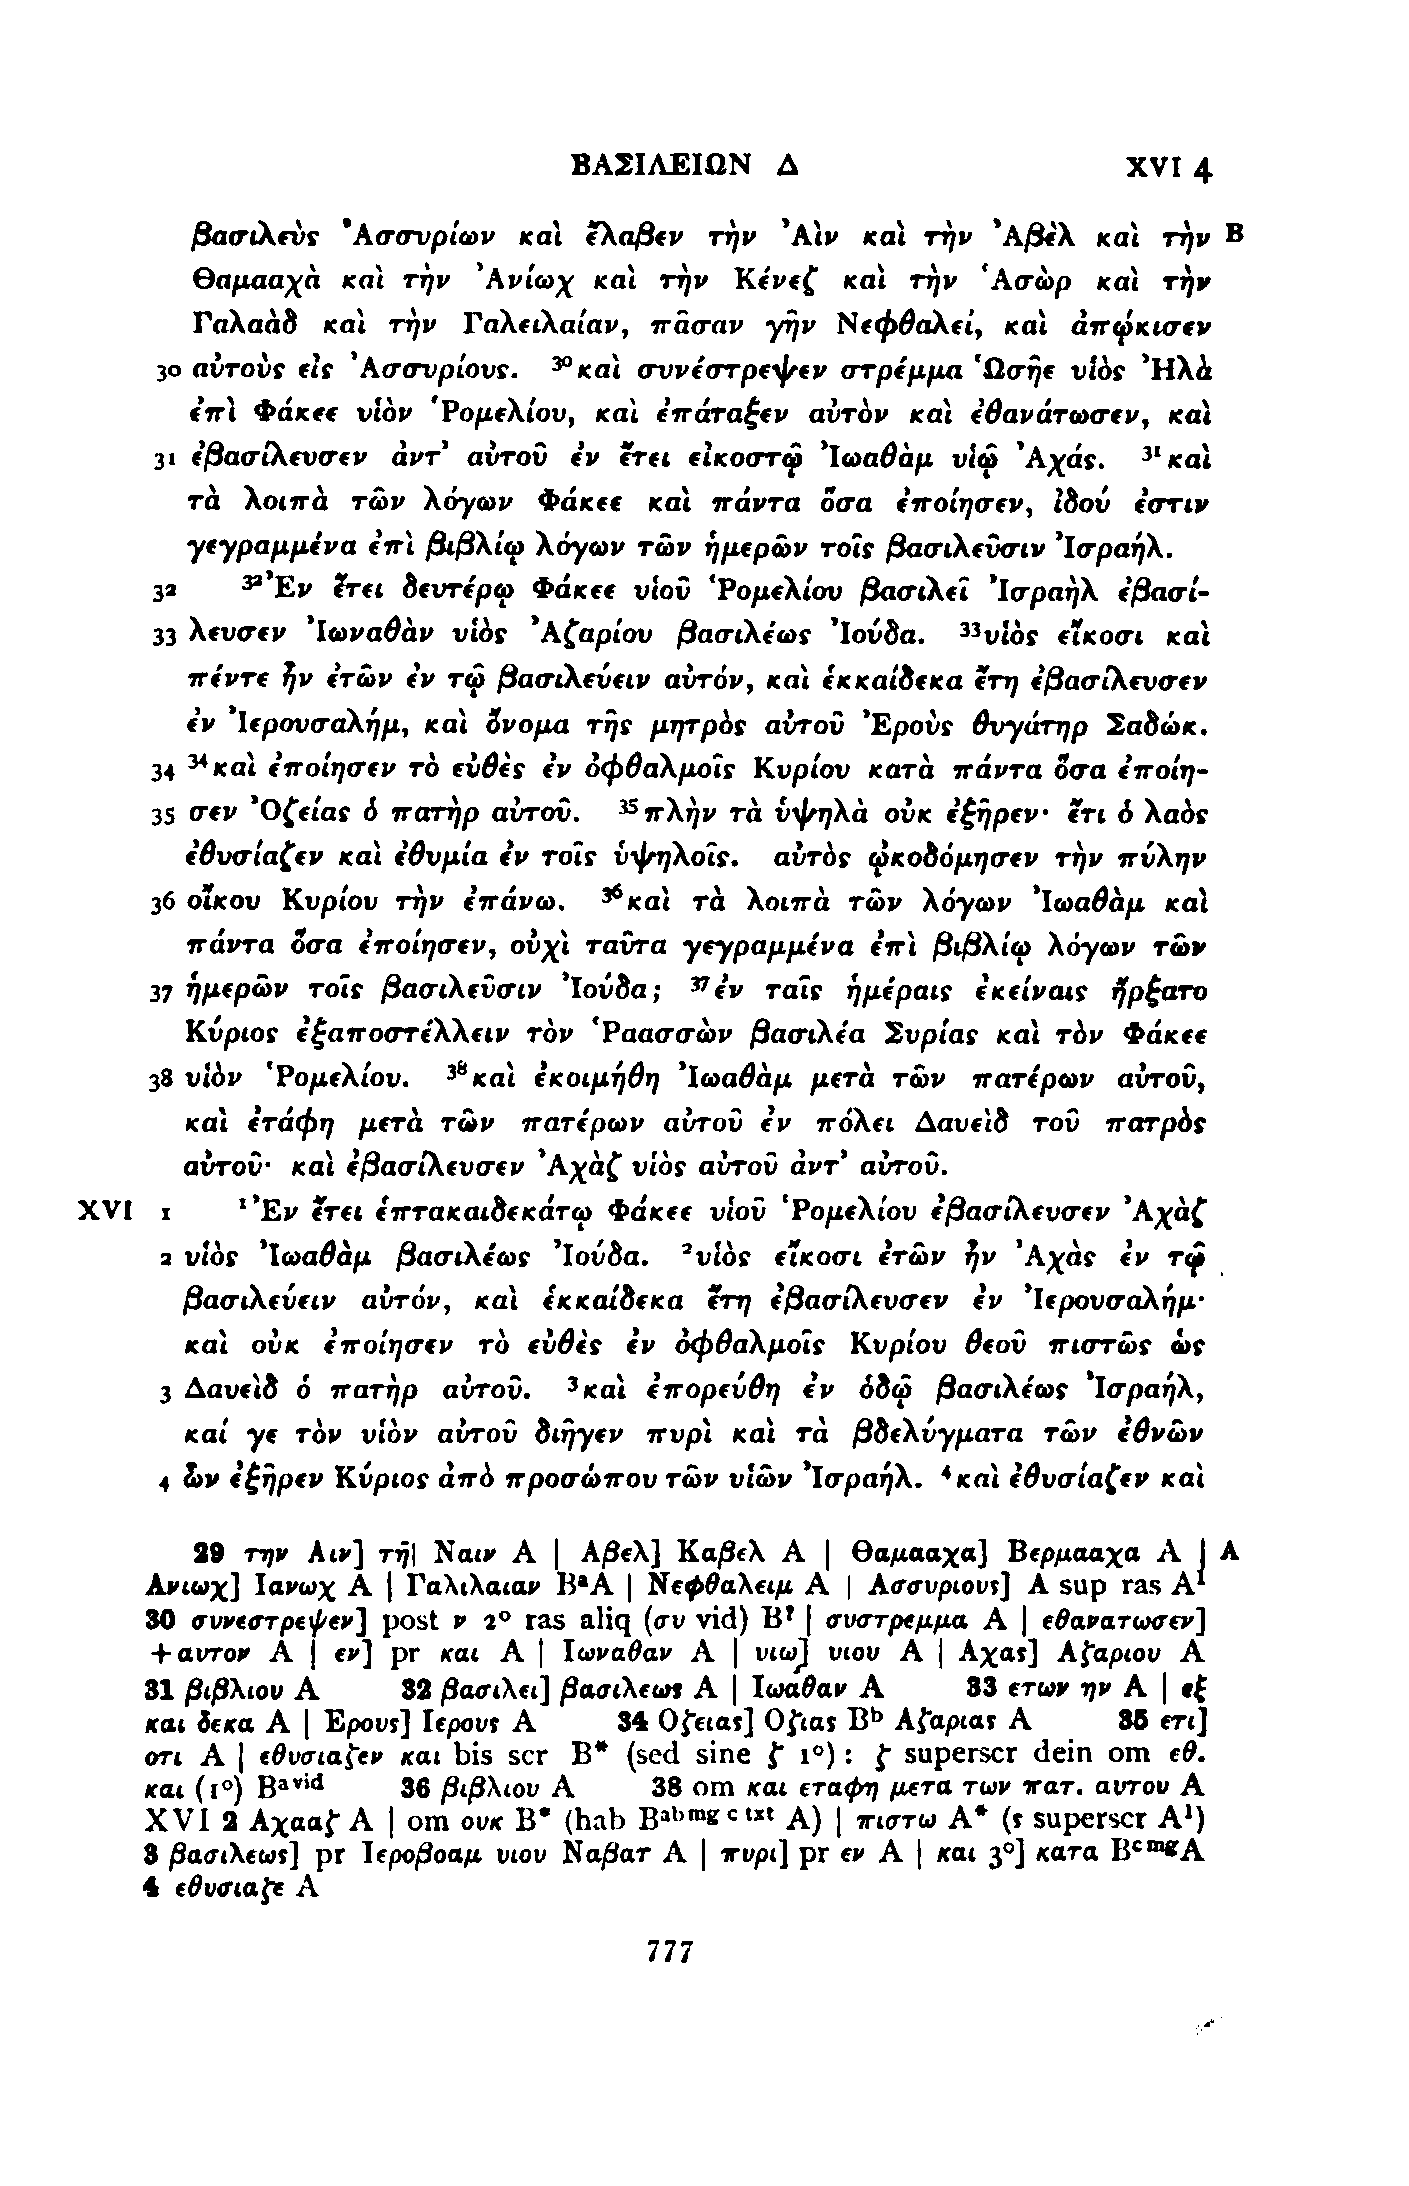 ΒΑΣΙΛΕΙΩΝ Δ XVI 4
βασιλεὺς Ἀσσυρίων καὶ ἔλαβεν τὴν Ἀὶν καὶ τὴν Ἀβὲλ καὶ τὴν B
Θαμααχὰ καὶ τὴν Ἀνίωχ καὶ τὴν Κένεζ καὶ τὴν Ἁσὼρ καὶ τὴν
Γαλαὰδ καὶ τὴν Γαλειλαίαν, πᾶσαν γῆν Νεφθαλεί, καὶ ἀπῴκισεν
30 αὐτοὺς εἰς Ἀσσυρίους. ³⁰καὶ συνέστρεψεν στρέμμα Ὡσῆε υἱὸς Ἠλὰ
ἐπὶ Φάκεε υἱὸν Ῥομελίου, καὶ ἐπάταξεν αὐτὸν καὶ ἐθανάτωσεν, καὶ
31 ἐβασίλευσεν ἀντ’ αὐτοῦ ἐν ἔτει εἰκοστῷ Ἰωαθὰμ υἱῷ Ἀχάς. ³¹καὶ
τὰ λοιπὰ τῶν λόγων Φάκεε καὶ πάντα ὅσα ἐποίησεν, ἰδού ἐστιν
γεγραμμένα ἐπὶ βιβλίῳ λόγων τῶν ἡμερῶν τοῖς βασιλεῦσιν Ἰσραήλ.
32 ³²Ἐν ἔτει δευτέρῳ Φάκεε υἱοῦ Ῥομελίου βασιλεῖ Ἰσραὴλ ἐβασί-
33 λευσεν Ἰωναθὰν υἱὸς Ἀζαρίου βασιλέως Ἰούδα. ³³υἱὸς εἴκοσι καὶ
πέντε ἦν ἐτῶν ἐν τῷ βασιλεύειν αὐτόν, καὶ ἑκκαίδεκα ἔτη ἐβασίλευσεν
ἐν Ἰερουσαλήμ, καὶ ὄνομα τῆς μητρὸς αὐτοῦ Ἐροὺς θυγάτηρ Σαδώκ.
34 ³⁴καὶ ἐποίησεν τὸ εὐθὲς ἐν ὀφθαλμοῖς Κυρίου κατὰ πάντα ὅσα ἐποίη-
35 σεν Ὀζείας ὁ πατὴρ αὐτοῦ. ³⁵πλὴν τὰ ὑψηλὰ οὐκ ἐξῆρεν· ἔτι ὁ λαὸς
ἐθυσίαζεν καὶ ἐθυμία ἐν τοῖς ὑψηλοῖς. αὐτὸς ᾠκοδόμησεν τὴν πύλην
36 οἴκου Κυρίου τὴν ἐπάνω. ³⁶καὶ τὰ λοιπὰ τῶν λόγων Ἰωαθὰμ καὶ
πάντα ὅσα ἐποίησεν, οὐχὶ ταῦτα γεγραμμένα ἐπὶ βιβλίῳ λόγων τῶν
37 ἡμερῶν τοῖς βασιλεῦσιν Ἰούδα; ³⁷ἐν ταῖς ἡμέραις ἐκείναις ἤρξατο
Κύριος ἐξαποστέλλειν τὸν Ῥαασσὼν βασιλέα Συρίας καὶ τὸν Φάκεε
38 υἱὸν Ῥομελίου. ³⁸καὶ ἐκοιμήθη Ἰωαθὰμ μετὰ τῶν πατέρων αὐτοῦ,
καὶ ἐτάφη μετὰ τῶν πατέρων αὐτοῦ ἐν πόλει Δαυεὶδ τοῦ πατρὸς
αὐτοῦ· καὶ ἐβασίλευσεν Ἀχὰζ υἱὸς αὐτοῦ ἀντ’ αὐτοῦ.
XVI 1 ¹Ἐν ἔτει ἑπτακαιδεκάτῳ Φάκεε υἱοῦ Ῥομελίου ἐβασίλευσεν Ἀχὰζ
2 υἱὸς Ἰωαθὰμ βασιλέως Ἰούδα. ²υἱὸς εἴκοσι ἐτῶν ἦν Ἀχὰς ἐν τῷ
βασιλεύειν αὐτόν, καὶ ἑκκαίδεκα ἔτη ἐβασίλευσεν ἐν Ἰερουσαλήμ·
καὶ οὐκ ἐποίησεν τὸ εὐθὲς ἐν ὀφθαλμοῖς Κυρίου θεοῦ πιστῶς ὡς
3 Δαυεὶδ ὁ πατὴρ αὐτοῦ. ³καὶ ἐπορεύθη ἐν ὁδῷ βασιλέως Ἰσραήλ,
καί γε τὸν υἱὸν αὐτοῦ διῆγεν πυρὶ καὶ τὰ βδελύγματα τῶν ἐθνῶν
4 ὧν ἐξῆρεν Κύριος ἀπὸ προσώπου τῶν υἱῶν Ἰσραήλ. ⁴καὶ ἐθυσίαζεν καὶ
29 την Αιν] τη̄| Ναιν A | Αβελ] Καβελ A | Θαμααχα] Βερμααχα A | A
Ανιωχ] Ιανωχ A | Γαλιλαιαν BᵃA | Νεφθαλειμ A | Ασσυριους] A sup ras A¹
30 συνεστρεψεν] post ν 2° ras aliq (συ vid) B? | συστρεμμα A | εθανατωσεν]
+αυτον A | εν] pr και A | Ιωναθαν A | υιω] υιου A | Αχας] Αζαριου A
31 βιβλιου A 32 βασιλει] βασιλεως A | Ιωαθαν A 33 ετων ην A | εξ
και δεκα A | Ερους] Ιερους A 34 Οζειας] Οζιας Bᵇ Αζαριας A 35 ετι]
οτι A | εθυσιαζεν και bis scr B* (sed sine ζ 1°): ζ superscr dein om εθ.
και (1°) Bᵃᵛⁱᵈ 36 βιβλιου A 38 om και εταφη μετα των πατ. αυτου A
XVI 2 Αχααζ A | om ουκ B* (hab Bᵃᵇᵐᵍ ᶜ ᵗˣᵗ A) | πιστω A* (ς superscr A¹)
3 βασιλεως] pr Ιεροβοαμ υιου Ναβατ A | πυρι] pr εν A | και 3°] κατα BᶜᵐᵍA
4 εθυσιαζε A
777